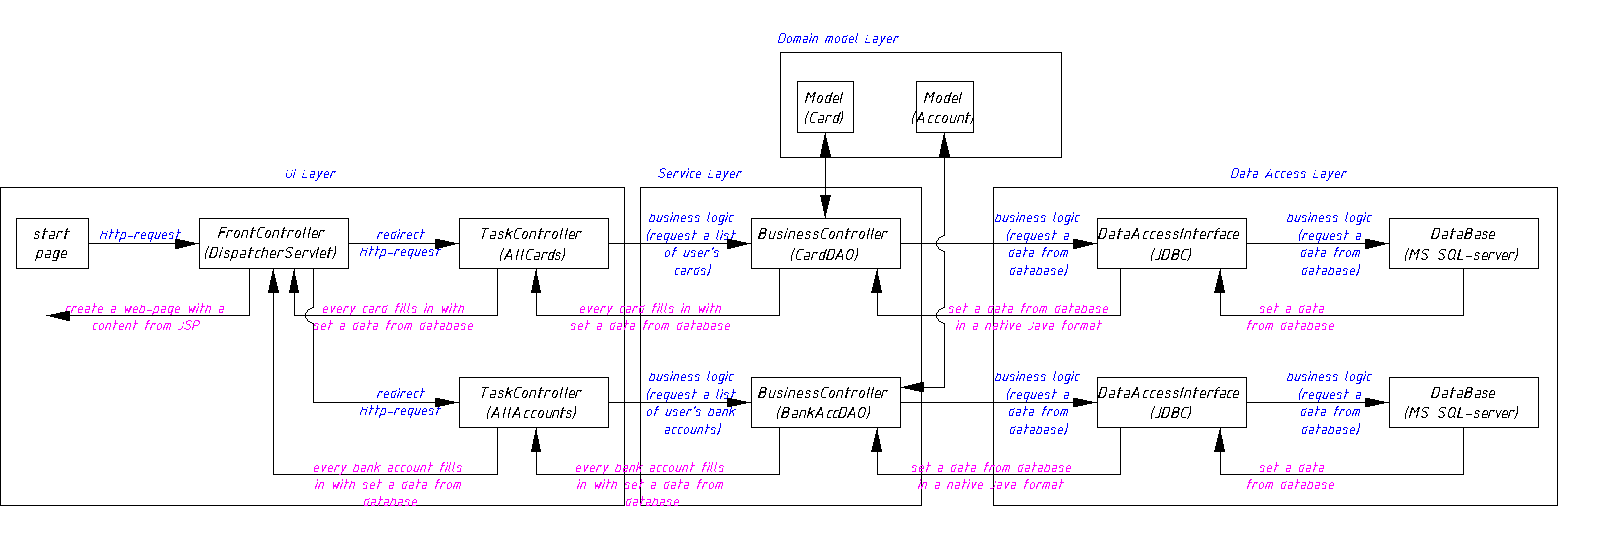 Domain model Layer
Model
(Card)
Model
(Account)
UI Layer
Service Layer
Data Access Layer
start
page
Http-request
FrontController
(DispatcherServlet)
redirect
Http-request
TaskController
(AllCards)
business logic
(request a list
of user's
cards)
BusinessController
(CardDAO)
business logic
(request a
data from
database)
DataAccessInterface
(JDBC)
business logic
(request a
data from
database)
DataBase
(MS SQL-server)
create a web-page with a
content from JSP
every card fills in with
set a data from database
every card fills in with
set a data from database
set a data from database
in a native Java format
set a data
from database
redirect
Http-request
TaskController
(AllAccounts)
business logic
(request a list
of user's bank
accounts)
BusinessController
(BankAccDAO)
business logic
(request a
data from
database)
DataAccessInterface
(JDBC)
business logic
(request a
data from
database)
DataBase
(MS SQL-server)
every bank account fills
in with set a data from
database
every bank account fills
in with set a data from
database
set a data from database
in a native Java format
set a data
from database